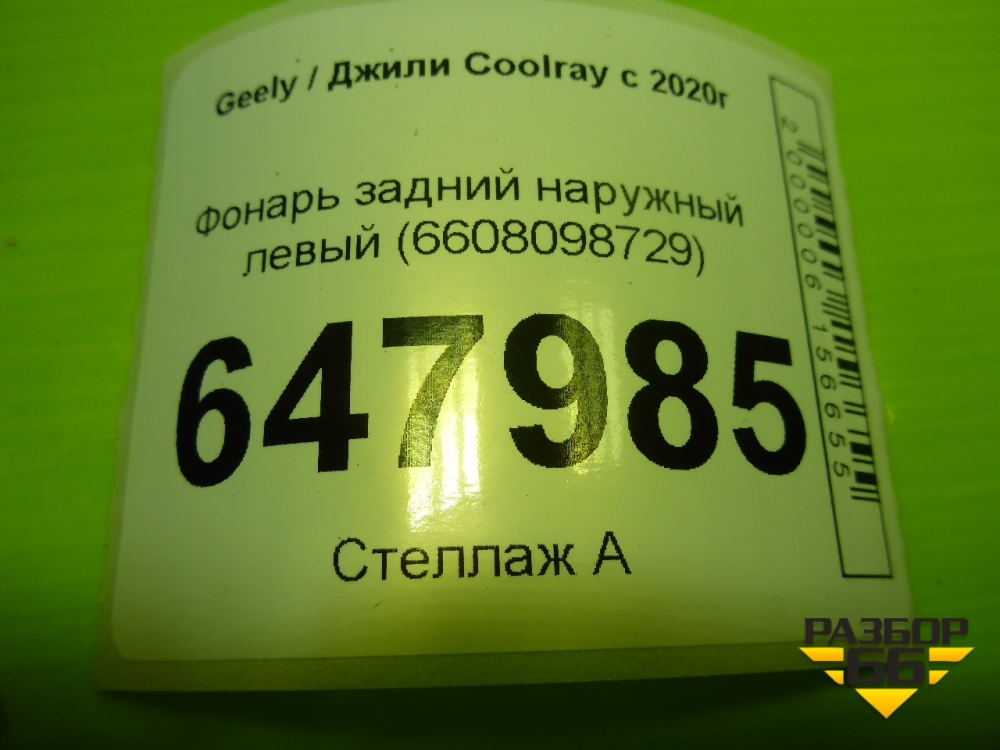 Geely / Джили Coolray с 2020г
Фонарь задний наружный
левый (6608098729)
647985
Стеллаж А
2000006156655
РАЗБОР
66